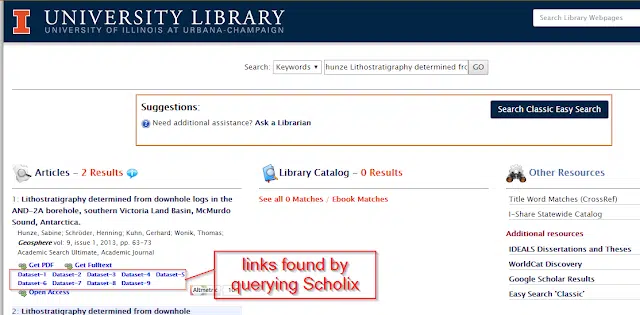 I UNIVERSITY LIBRARY
UNIVERSITY OF ILLINOIS AT URBANA-CHAMPAIGN
Search Library Webpages
Search: Keywords hunze Lithostratigraphy determined fro GO
Suggestions:
Need additional assistance? Ask a Librarian
Search Classic Easy Search
Articles - 2 Results
1: Lithostratigraphy determined from downhole logs in the
AND-2A borehole, southern Victoria Land Basin, McMurdo
Sound, Antarctica.
Hunze, Sabine; Schröder, Henning; Kuhn, Gerhard; Wonik, Thomas;
Geosphere vol: 9, issue 1, 2013, pp. 63-73
Academic Search Ultimate, Academic Journal
Get PDF Get Fulltext
Dataset-1 Dataset-2 Dataset-3 Dataset-4 Dataset-5
Dataset-6 Dataset-7 Dataset-8 Dataset-9
Open Access
Altmetric
2: Lithostratigraphy determined from downhole
Library Catalog - 0 Results
See all 0 Matches / Ebook Matches
links found by
querying Scholix
Other Resources
Title Word Matches (CrossRef)
I-Share Statewide Catalog
Additional resources
IDEALS Dissertations and Theses
WorldCat Discovery
Google Scholar Results
Easy Search 'Classic'